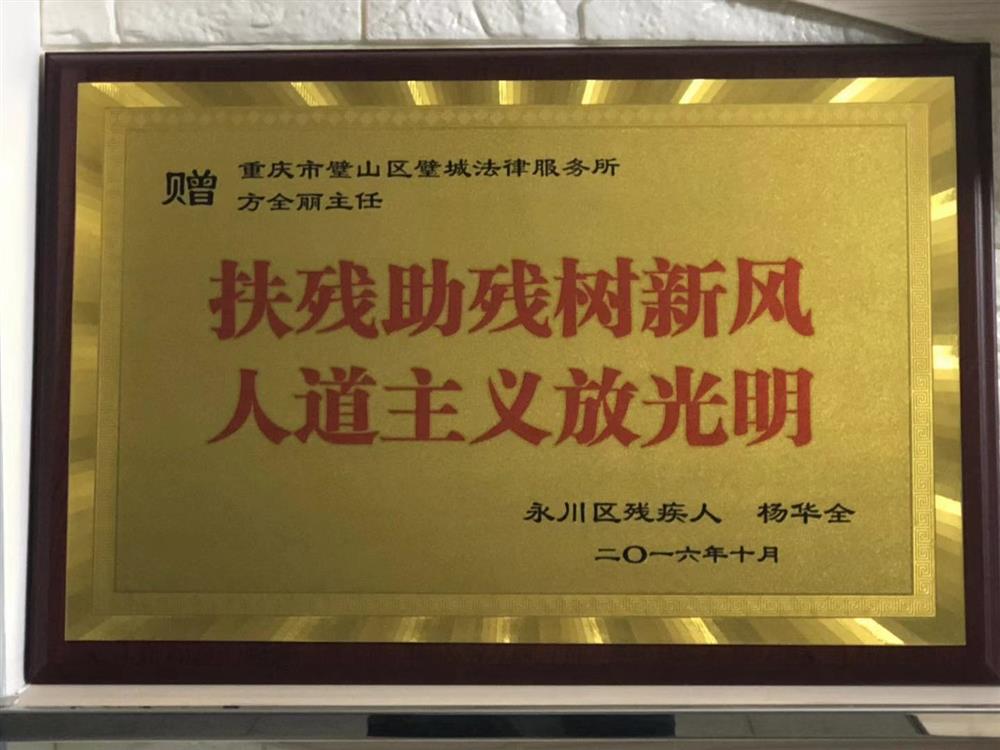 赠 重庆市璧山区璧城法律服务所
方全丽主任
扶残助残树新风
人道主义放光明
永川区残疾人 杨华全
二〇一六年十月